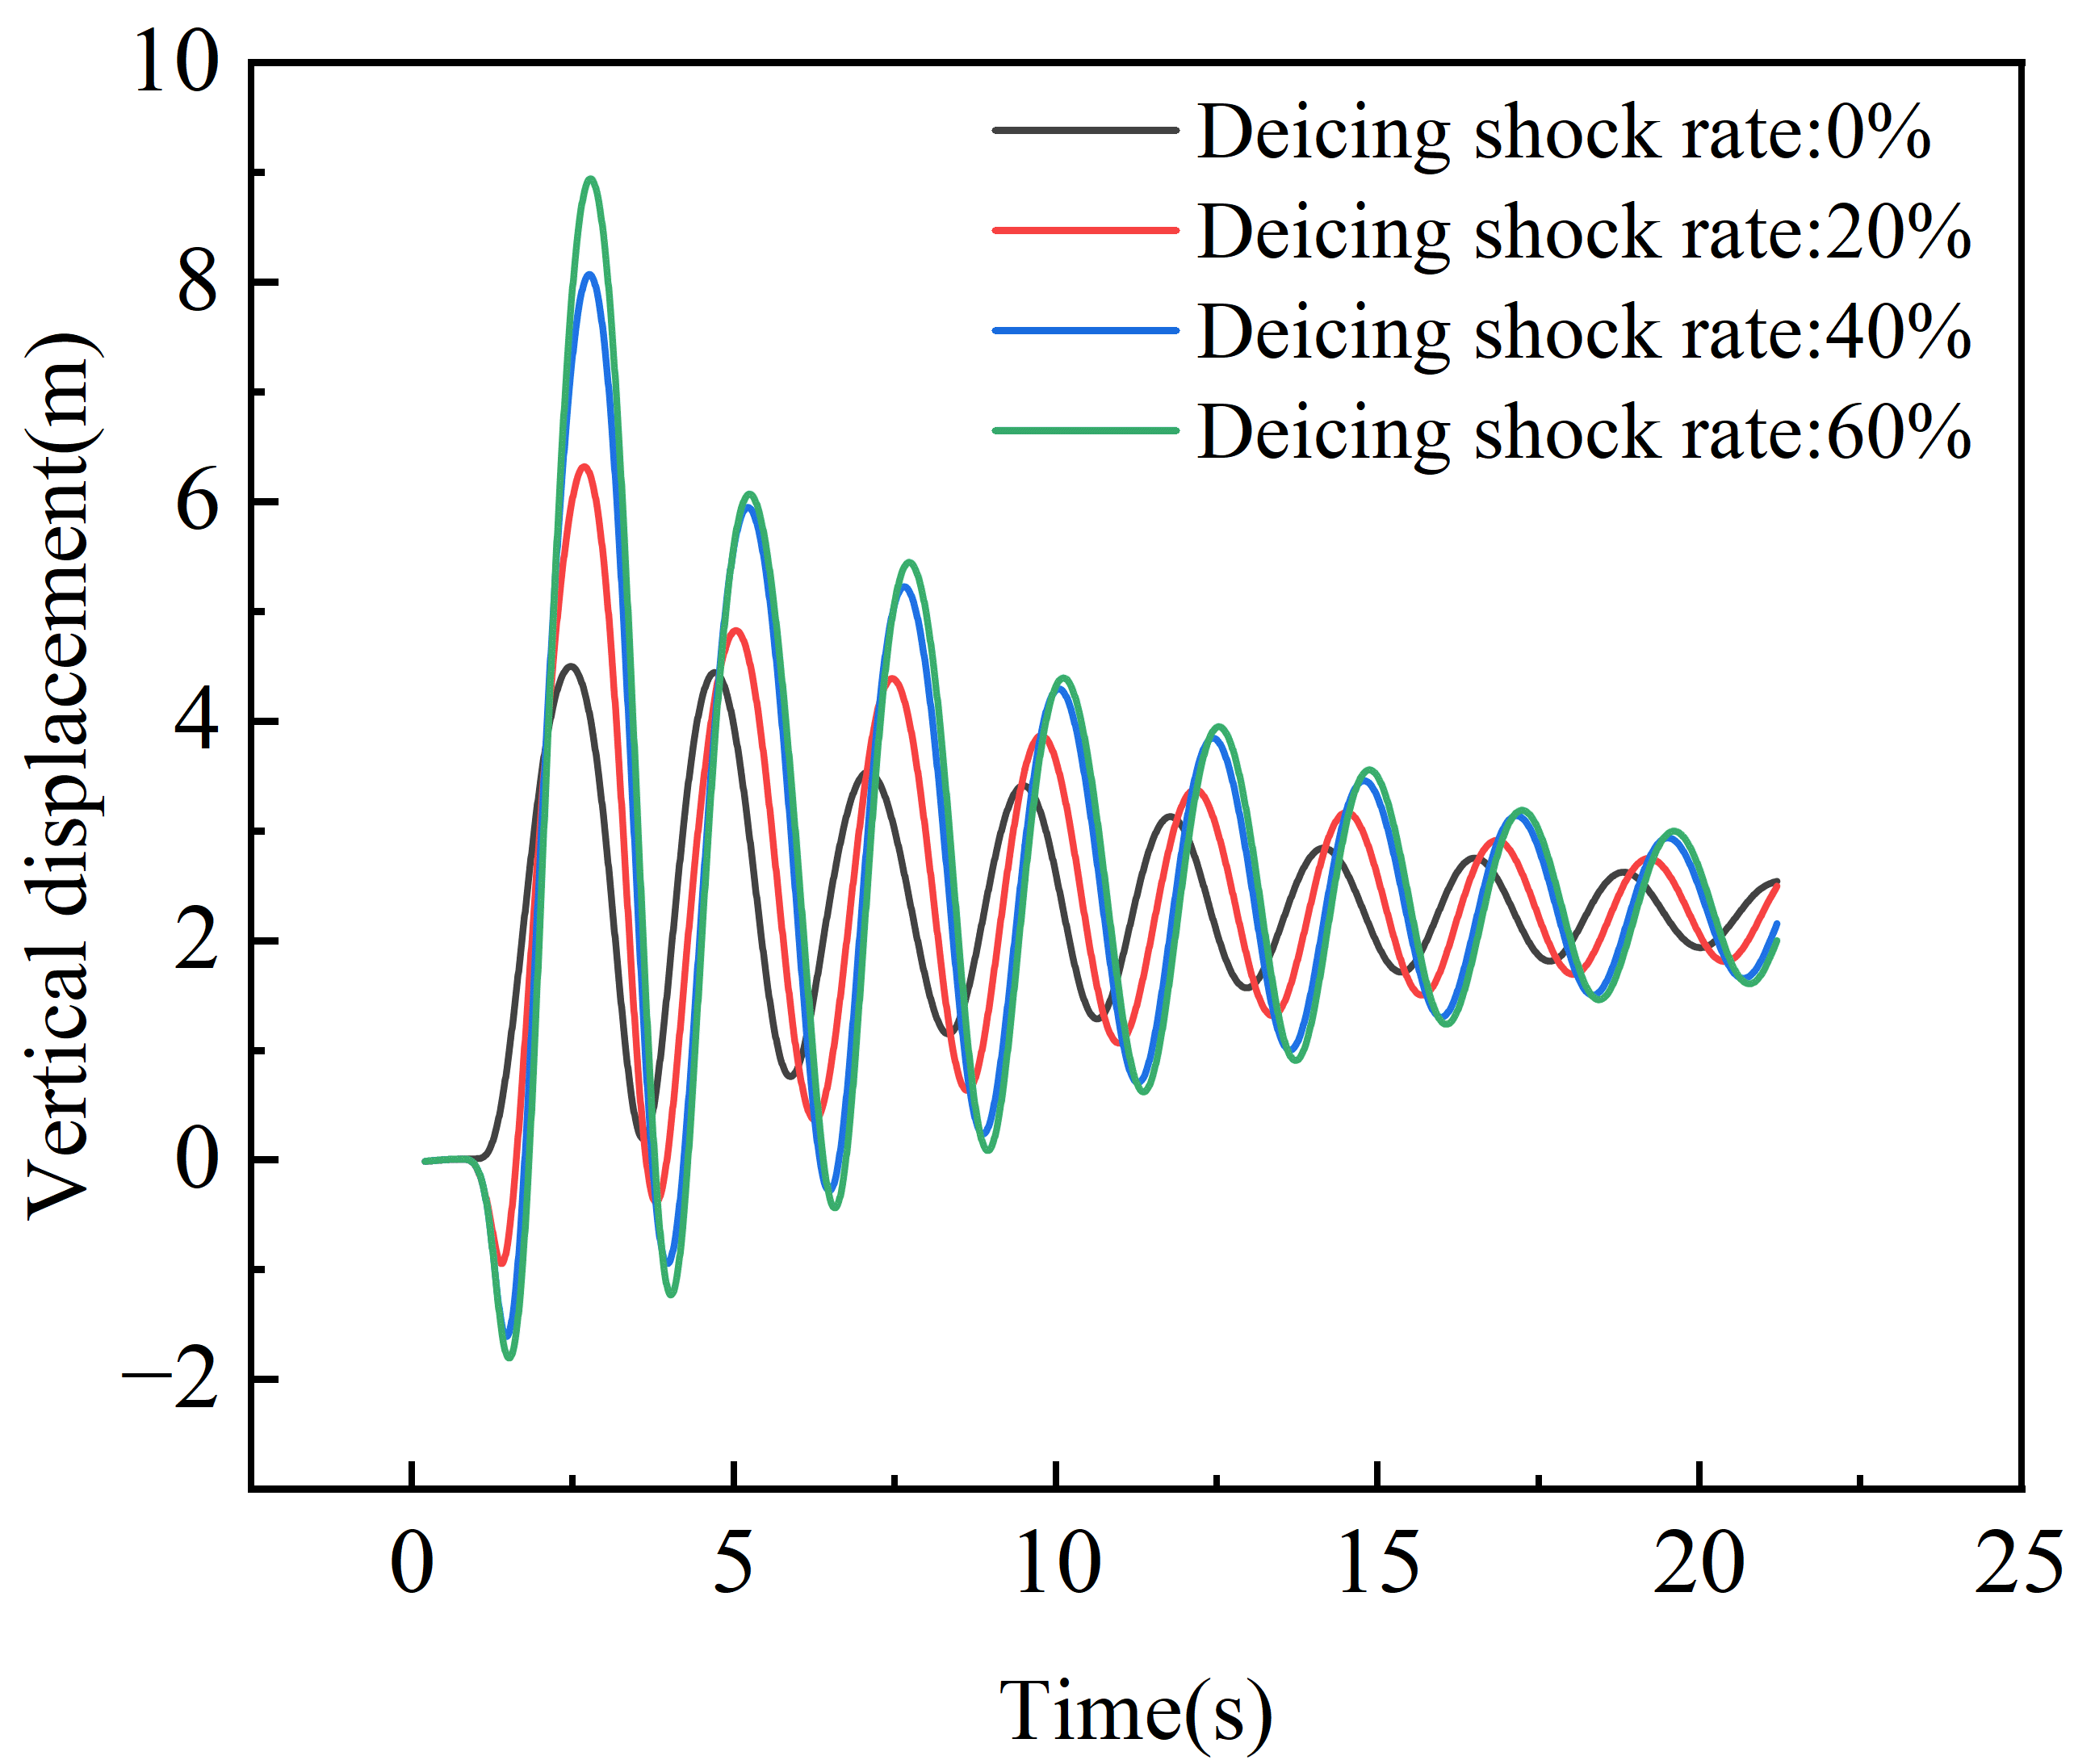 10
8
6
4
2
0
−2
Vertical displacement(m)
Deicing shock rate:0%
Deicing shock rate:20%
Deicing shock rate:40%
Deicing shock rate:60%
0 5 10 15 20 25
Time(s)